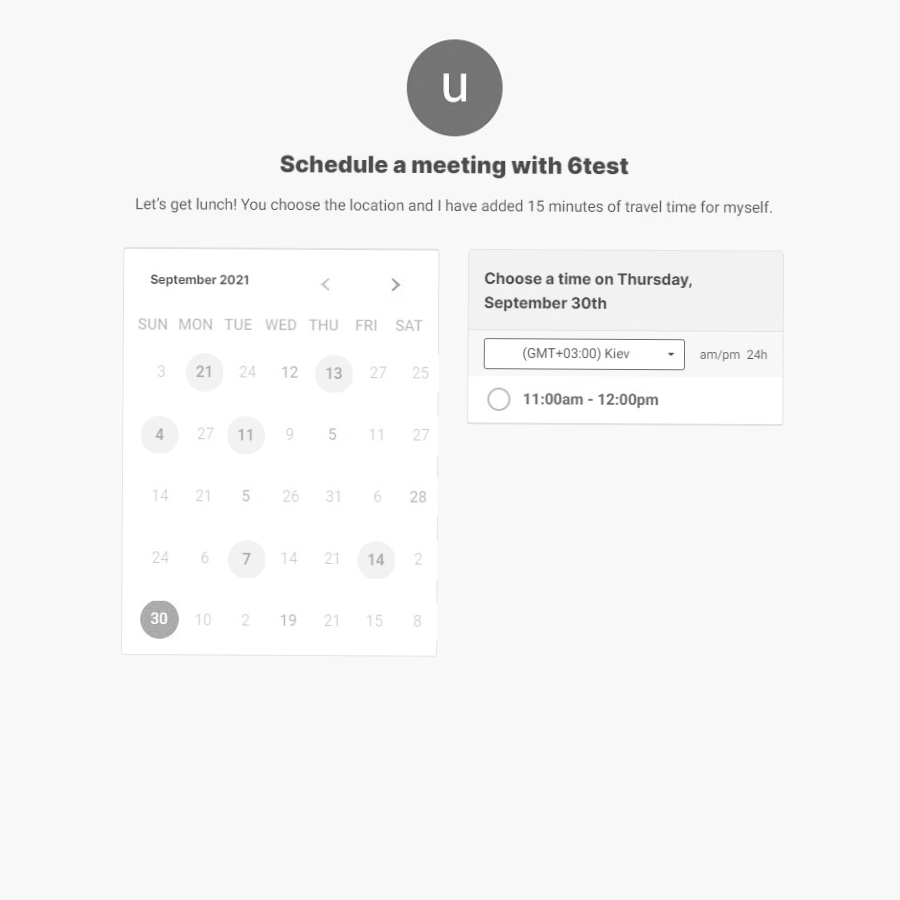 u
Schedule a meeting with 6test
Let's get lunch! You choose the location and I have added 15 minutes of travel time for myself.
September 2021
SUN MON TUE WED THU FRI SAT
3 21 24 12 13 27 25
4 27 11 9 5 11 27
14 21 5 26 31 6 28
24 6 7 14 21 14 2
30 10 2 19 21 15 8
Choose a time on Thursday,
September 30th
(GMT+03:00) Kiev am/pm 24h
11:00am - 12:00pm